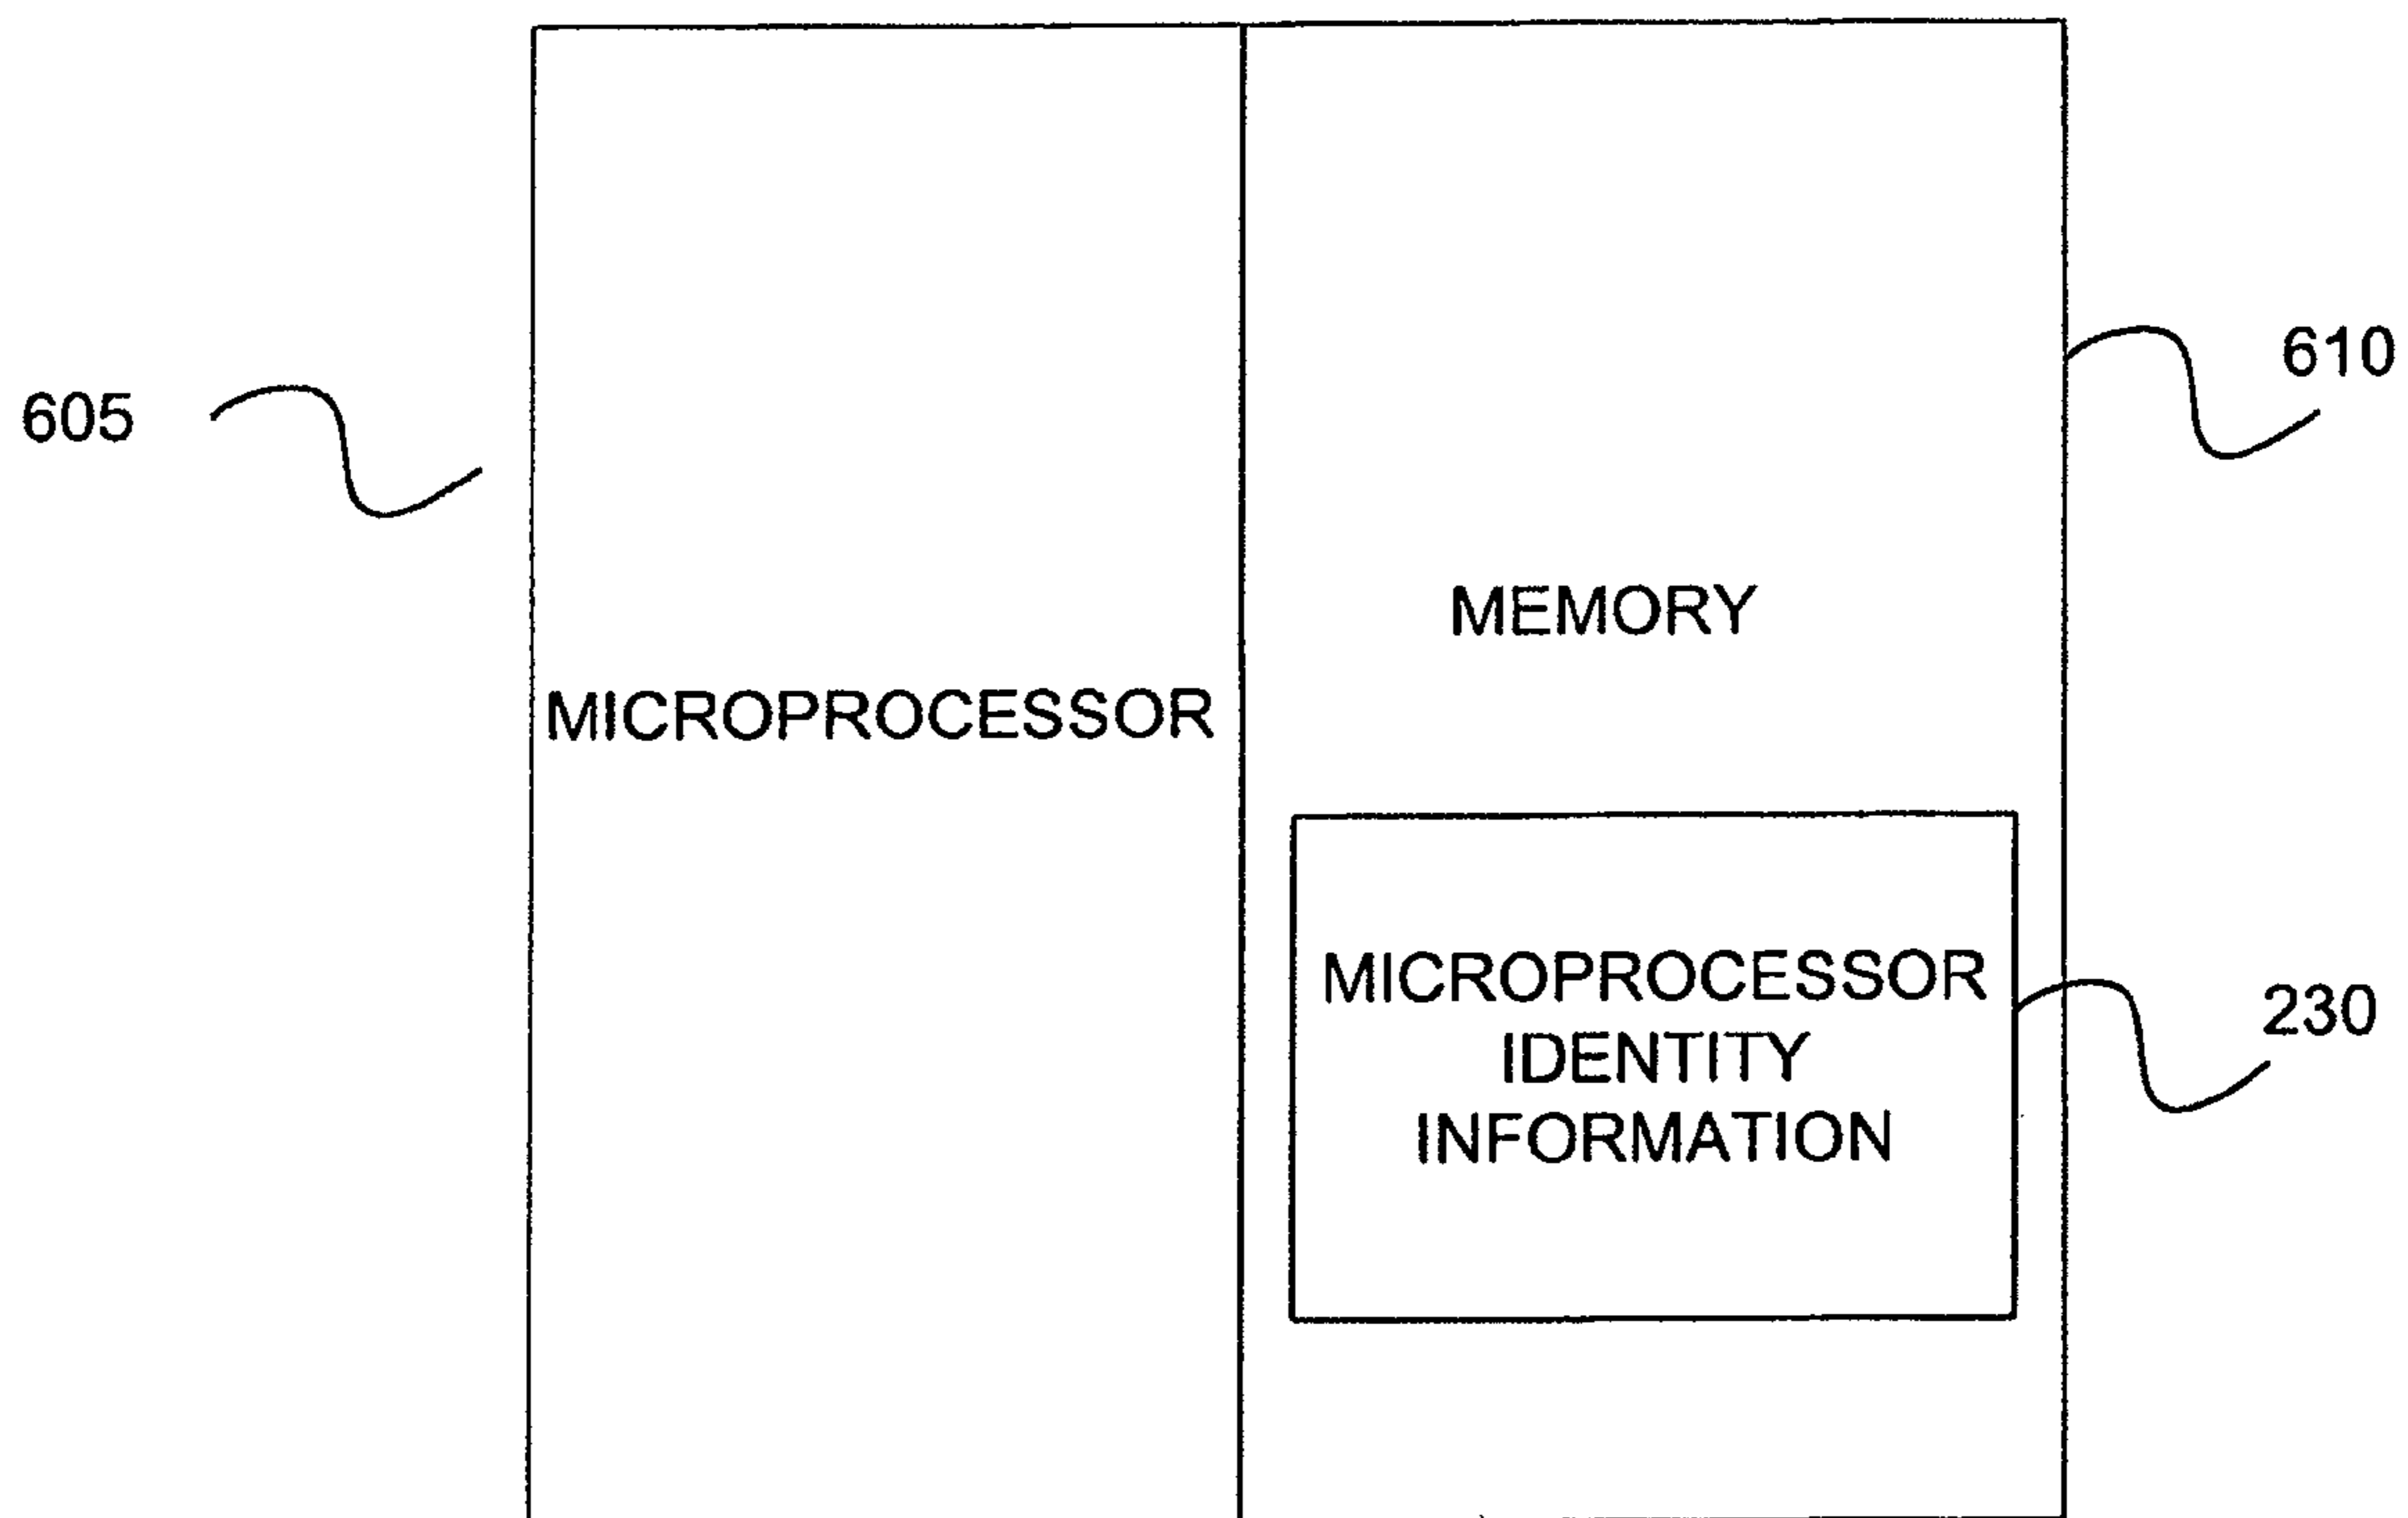 610
605
MEMORY
MICROPROCESSOR
MICROPROCESSOR
IDENTITY
INFORMATION
230